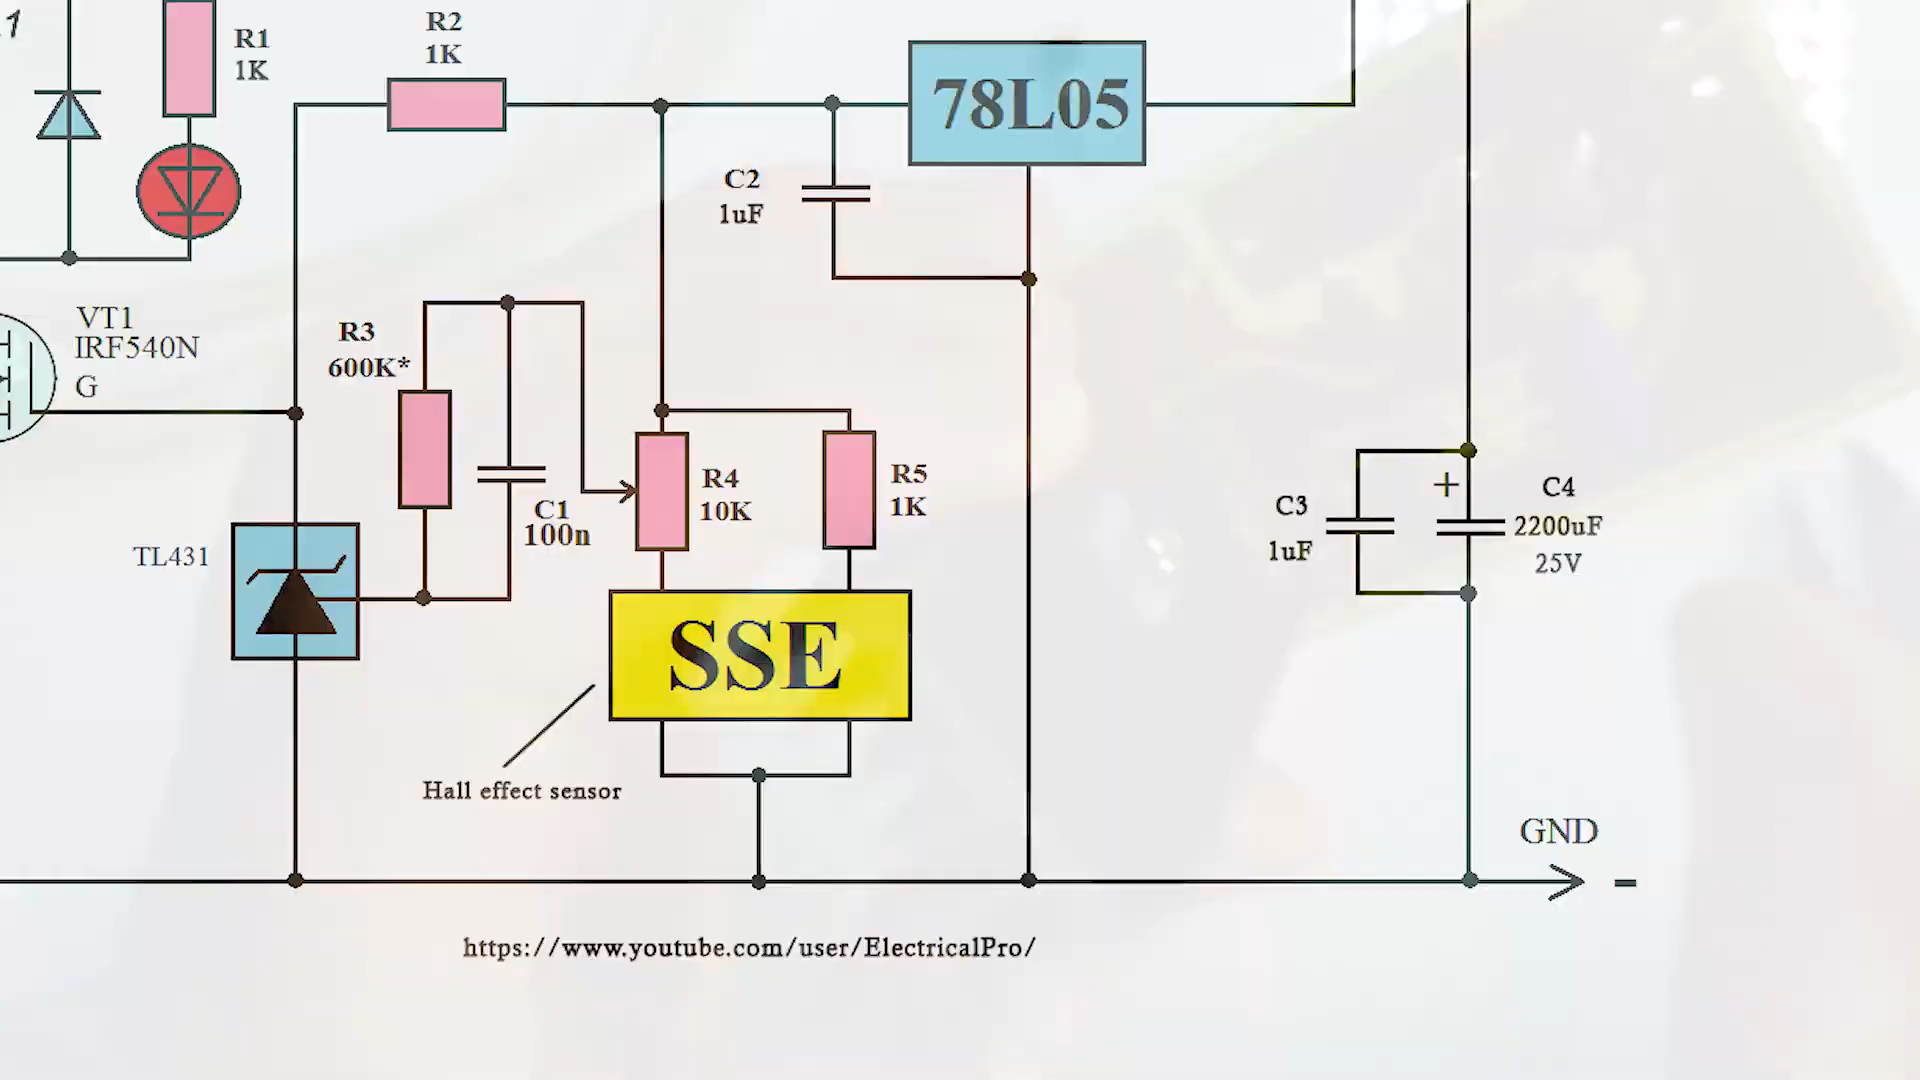 R1
1K
R2
1K
78L05
C2
1uF
VT1
IRF540N
G
R3
600K*
C1
100n
R4
10K
R5
1K
TL431
SSE
Hall effect sensor
C3
1uF
+
C4
2200uF
25V
GND
-
https://www.youtube.com/user/ElectricalPro/